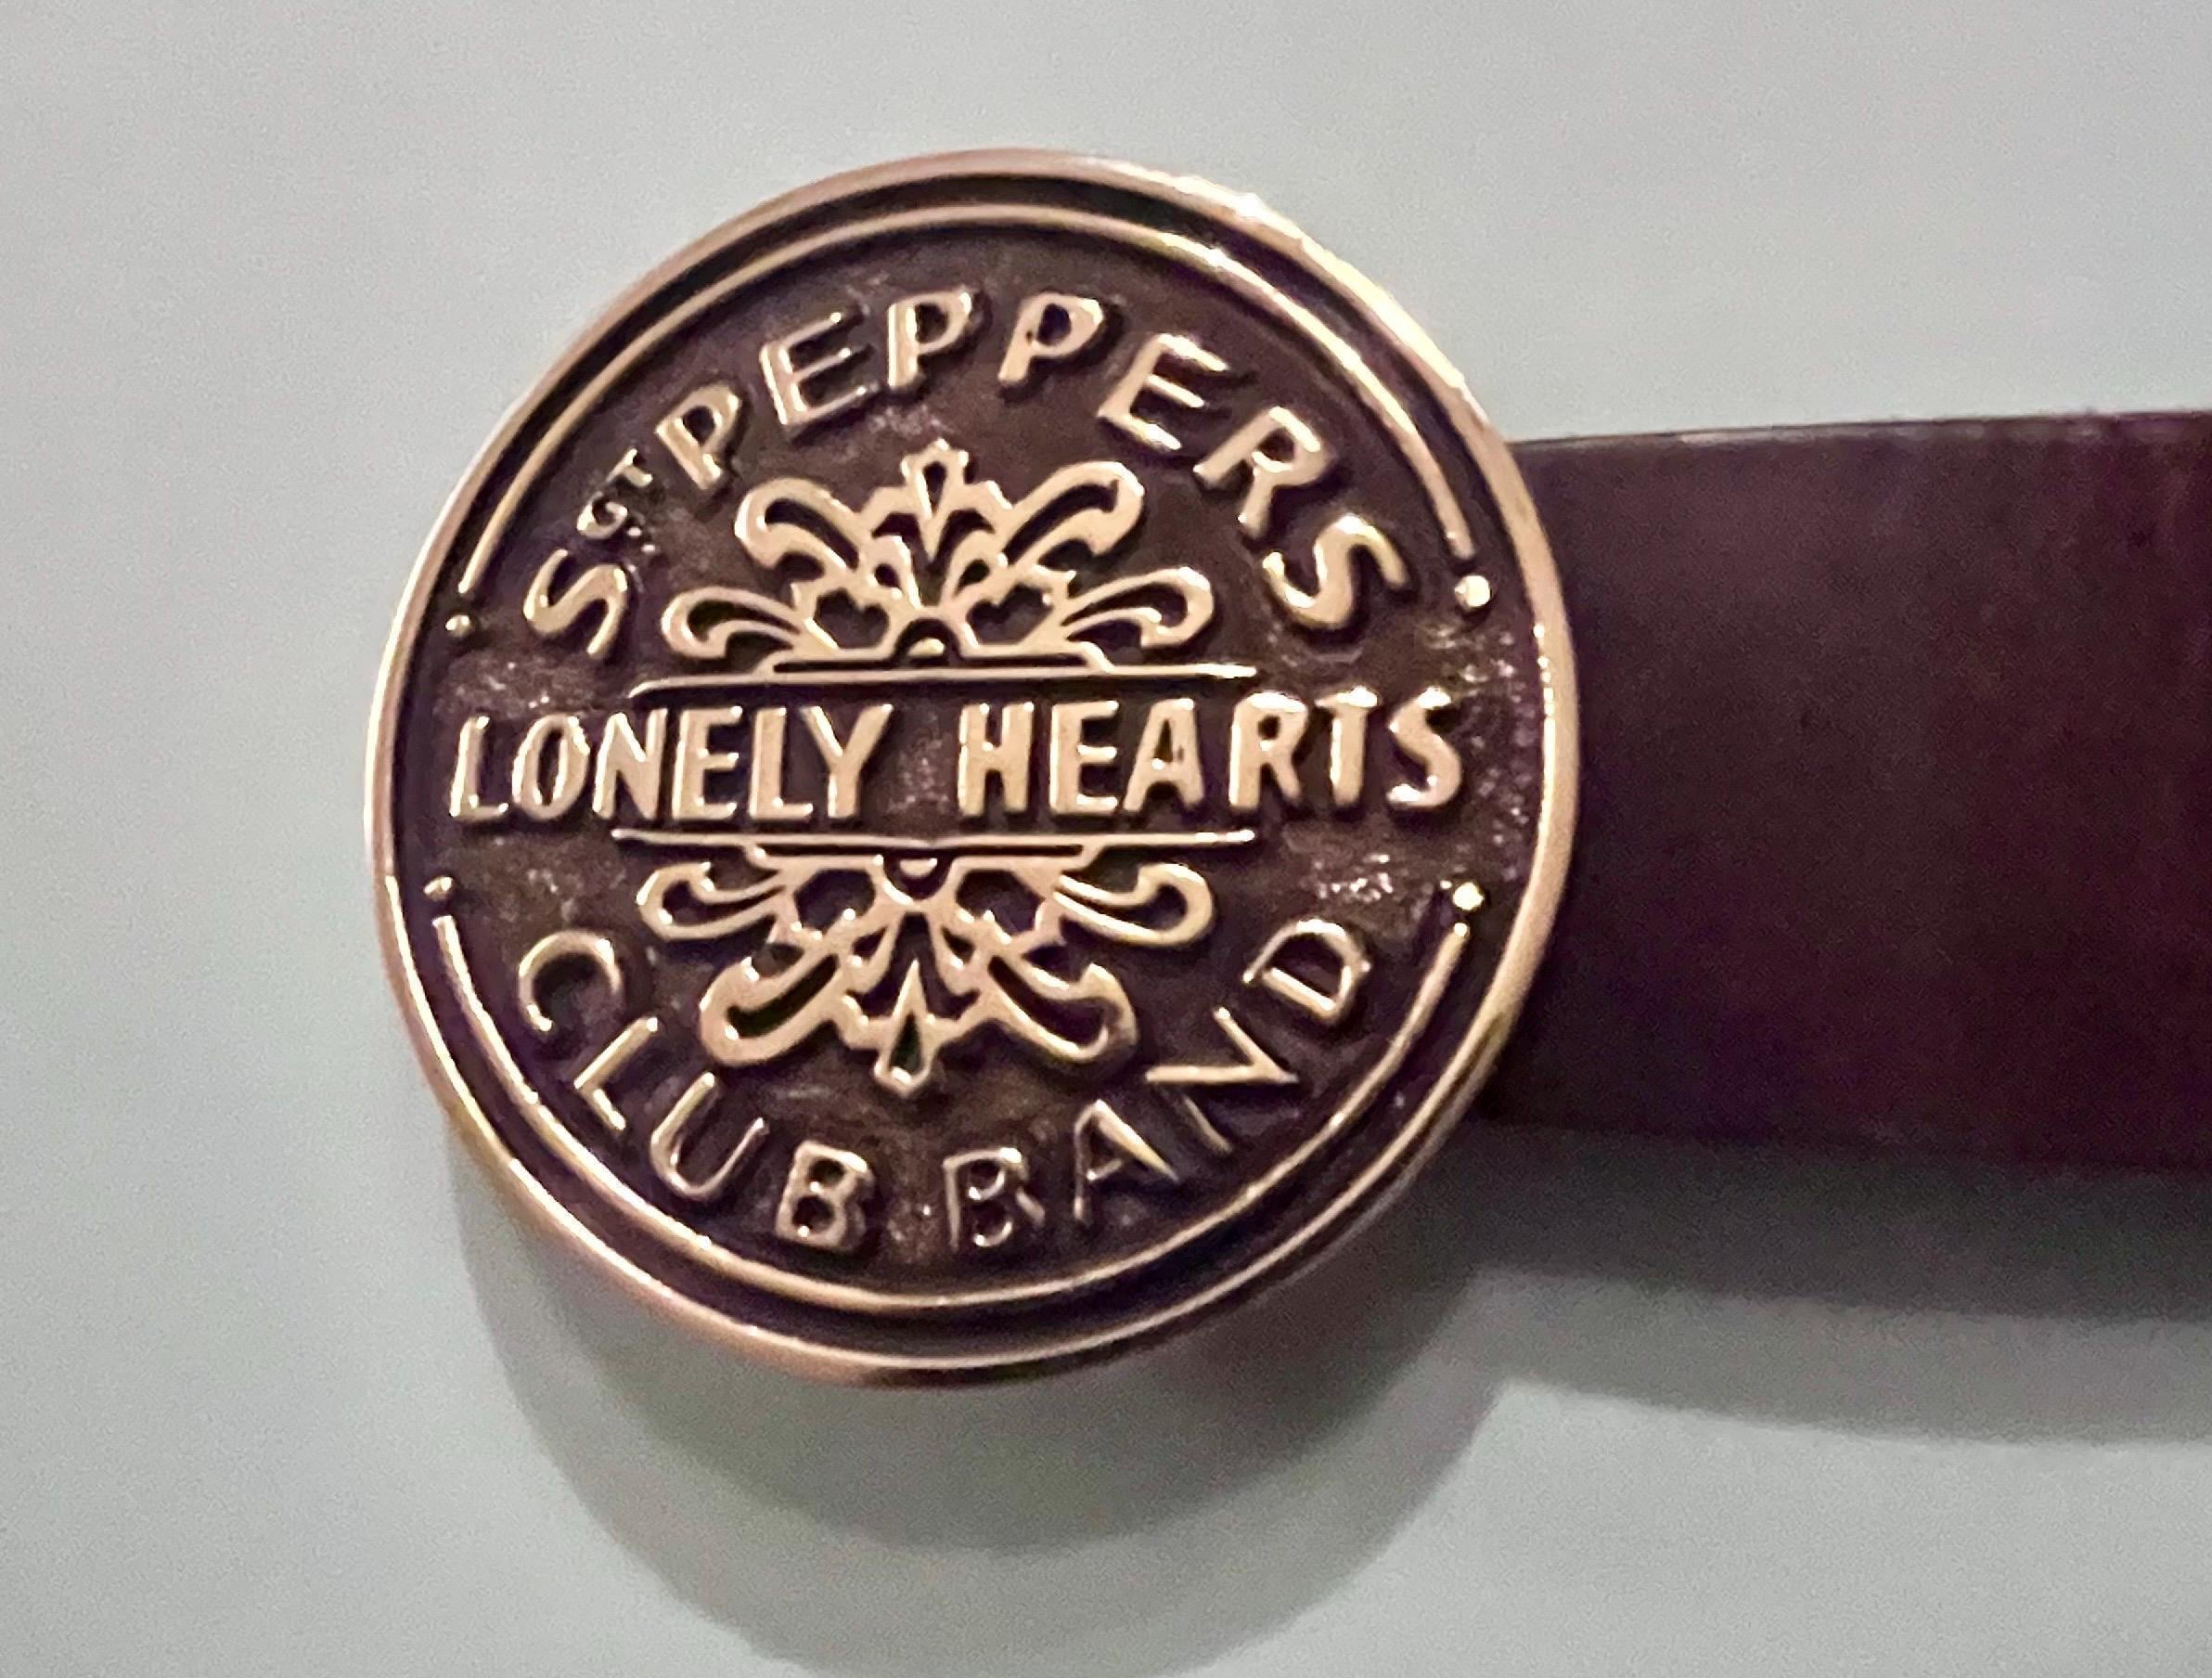 SGT. PEPPERS
LONELY HEARTS
CLUB BAND